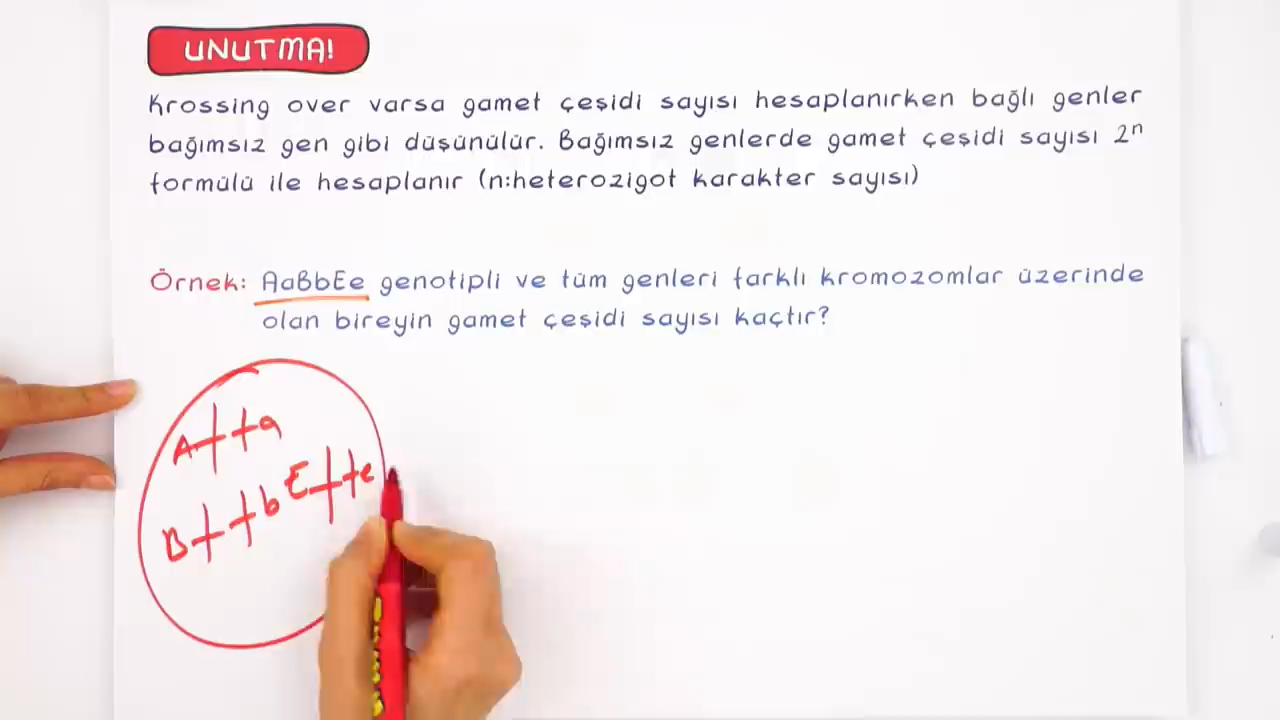 UNUTMA!
Krossing over varsa gamet çeşidi sayısı hesaplanırken bağlı genler
bağımsız gen gibi düşünülür. Bağımsız genlerde gamet çeşidi sayısı 2ⁿ
formülü ile hesaplanır (n:heterozigot karakter sayısı)
Örnek: AaBbEe genotipli ve tüm genleri farklı kromozomlar üzerinde
olan bireyin gamet çeşidi sayısı kaçtır?
A a
E e
B b